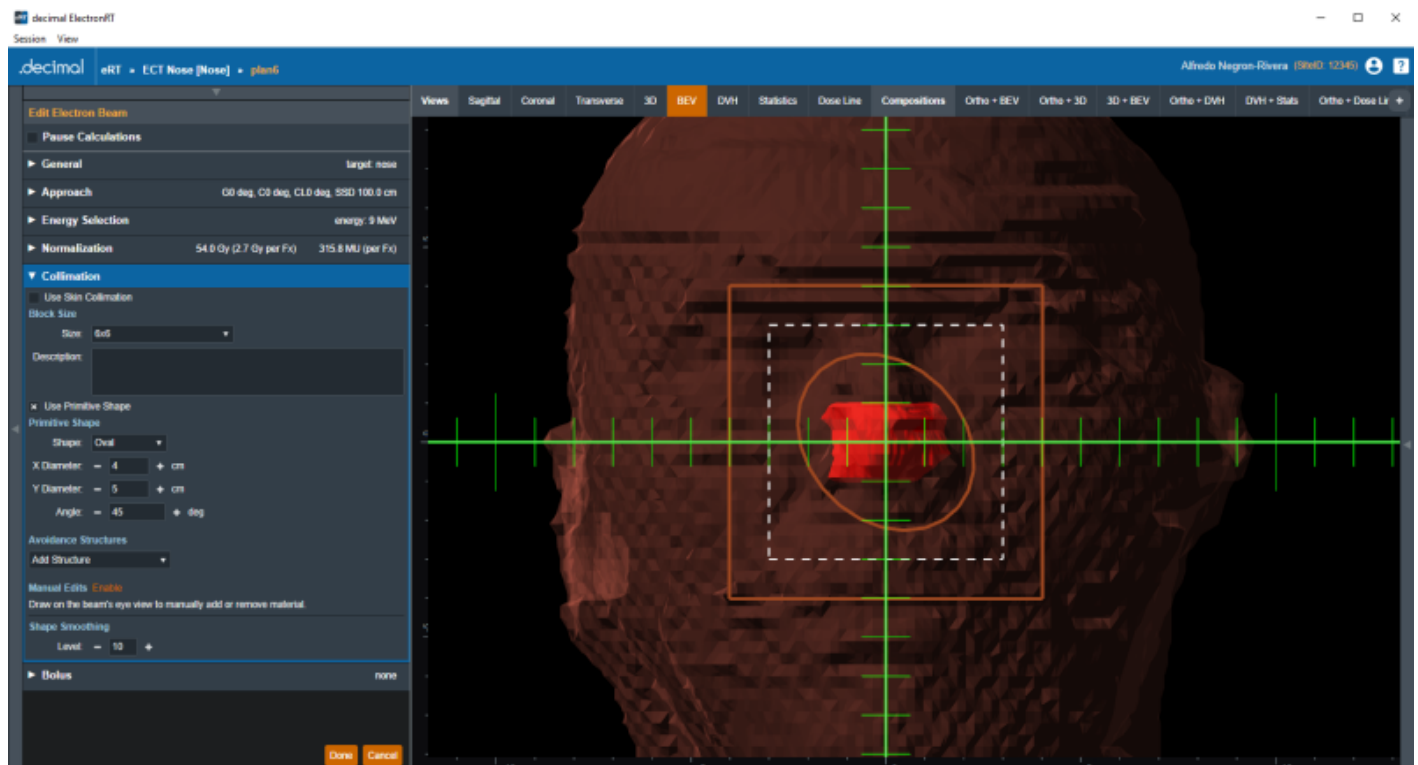 decimal ElectronRT
Session View
.decimal eRT » ECT Nose [Nose] » plan6
Alfredo Negron-Rivera (SiteID: 12345) ?
Views Sagittal Coronal Transverse 3D BEV DVH Statistics Dose Line Compositions Ortho + BEV Ortho + 3D 3D + BEV Ortho + DVH DVH + Stats Ortho + Dose Lir +
Edit Electron Beam
Pause Calculations
General target: nose
Approach G0 deg, C0 deg, CL0 deg, SSD 100.0 cm
Energy Selection energy: 9 MeV
Normalization 54.0 Gy (2.7 Gy per Fx) 315.8 MU (per Fx)
Collimation
Use Skin Collimation
Block Size
Size: 6x6
Description:
Use Primitive Shape
Primitive Shape
Shape: Oval
X Diameter: − 4 + cm
Y Diameter: − 5 + cm
Angle: − 45 + deg
Avoidance Structures
Add Structure
Manual Edits Enable
Draw on the beam's eye view to manually add or remove material.
Shape Smoothing
Level: − 10 +
Bolus none
Done Cancel